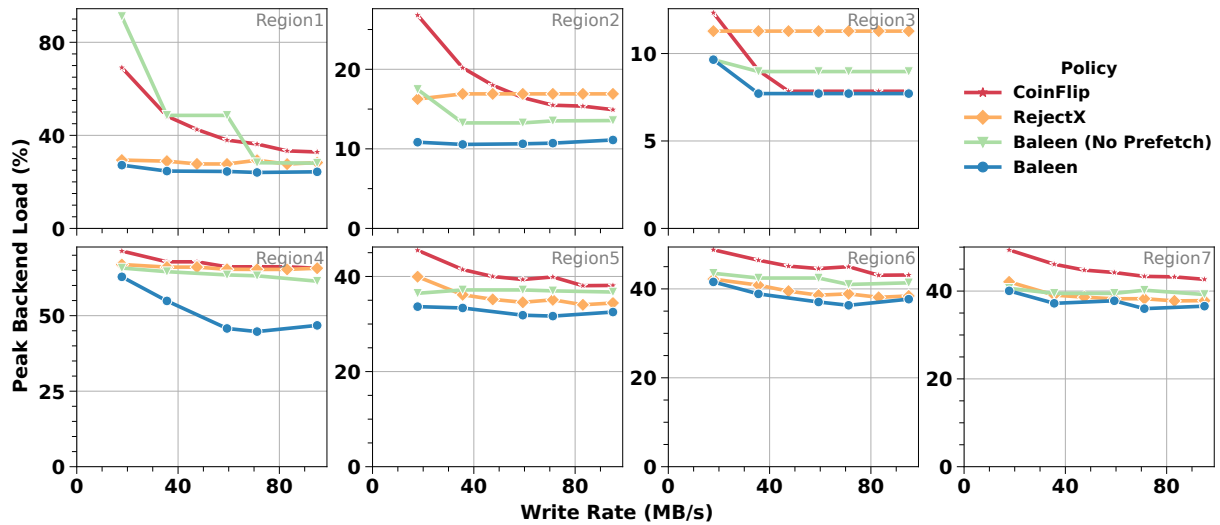 Peak Backend Load (%)
Region1
80
40
0
Region2
20
10
0
Region3
10
5
0
Policy
CoinFlip
RejectX
Baleen (No Prefetch)
Baleen
Region4
50
0
0
40
80
Region5
40
20
0
0
40
80
Region6
40
20
0
0
40
80
Region7
40
20
0
0
40
80
Write Rate (MB/s)